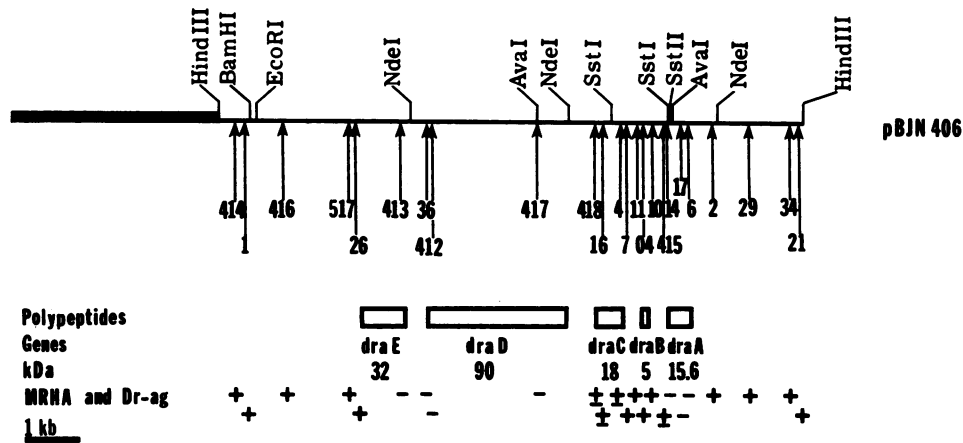 HindIII BamHI EcoRI NdeI AvaI NdeI SstI SstI SstII AvaI NdeI HindIII
pBJN 406
17
414 416 517 413 36 417 418 4 11 10 14 6 2 29 34
1 26 412 16 7 04 415 21
Polypeptides
Genes draE draD draC draB draA
kDa 32 90 18 5 15.6
MRHA and Dr-ag + + + - - - ± ± + + - - + + +
+ + - ± + + ± - +
1 kb